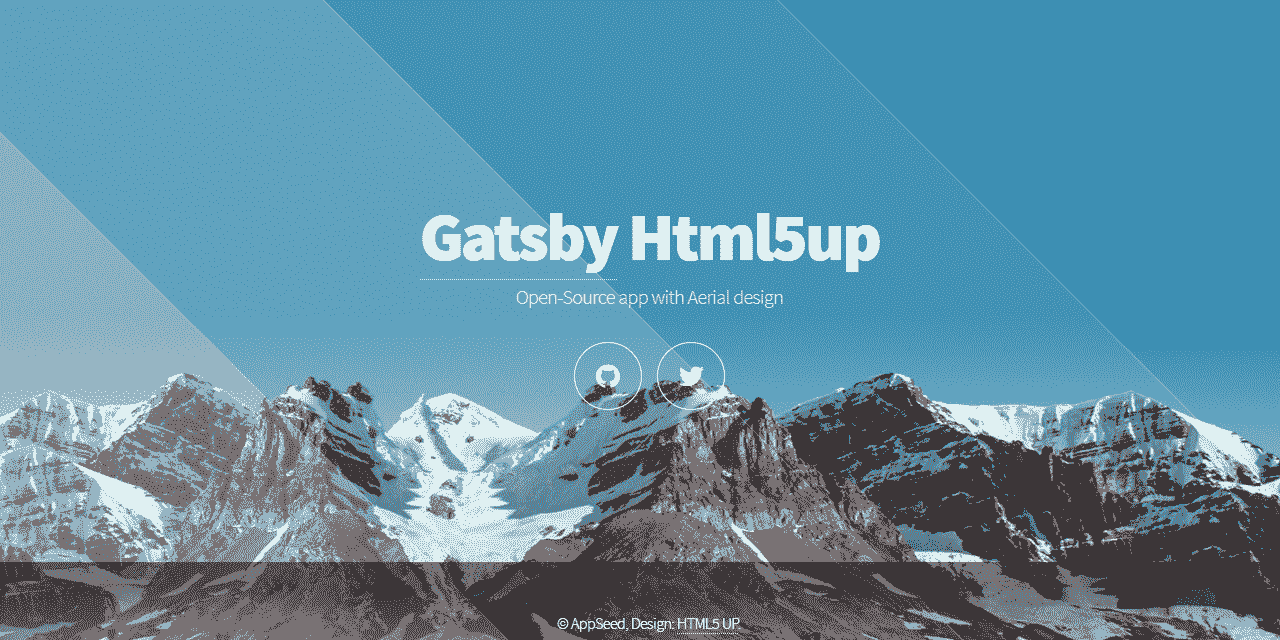 Gatsby Html5up
Open-Source app with Aerial design
© AppSeed, Design: HTML5 UP.